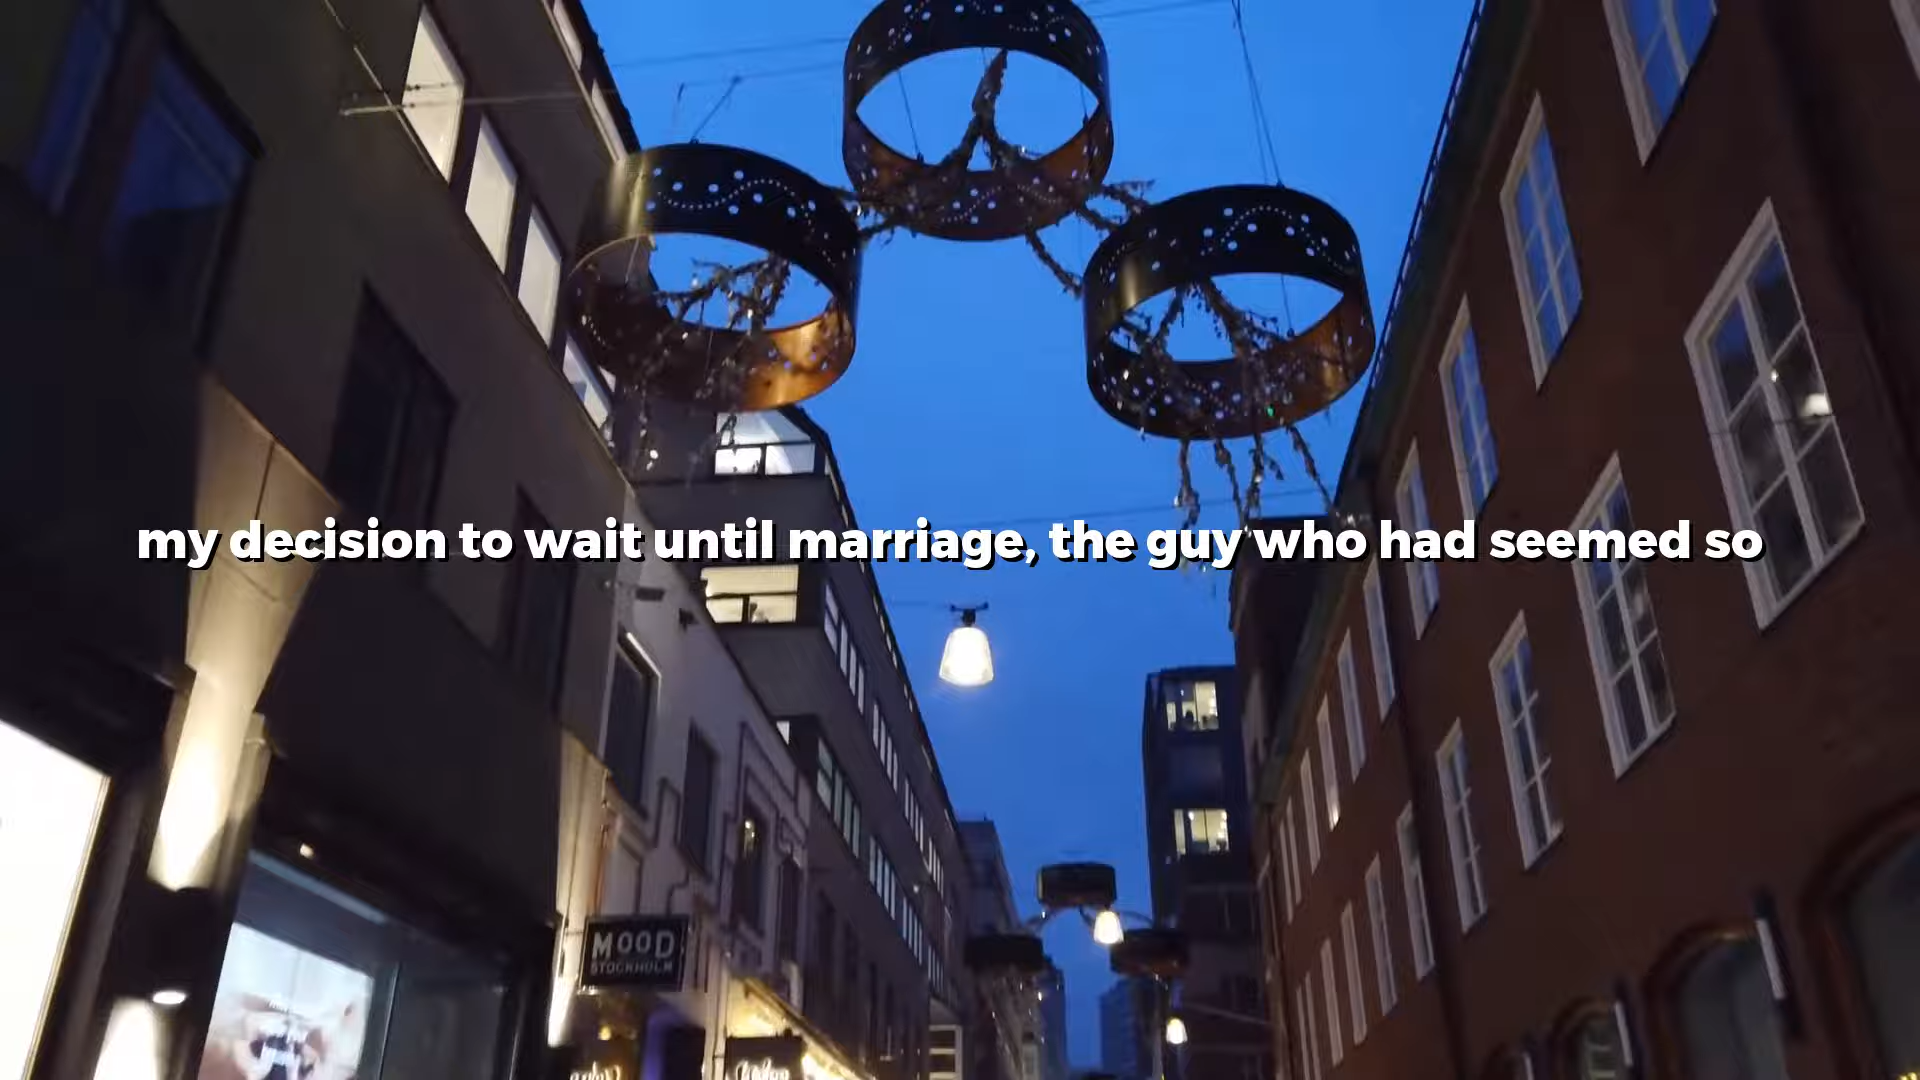 my decision to wait until marriage, the guy who had seemed so
MOOD
STOCKHOLM